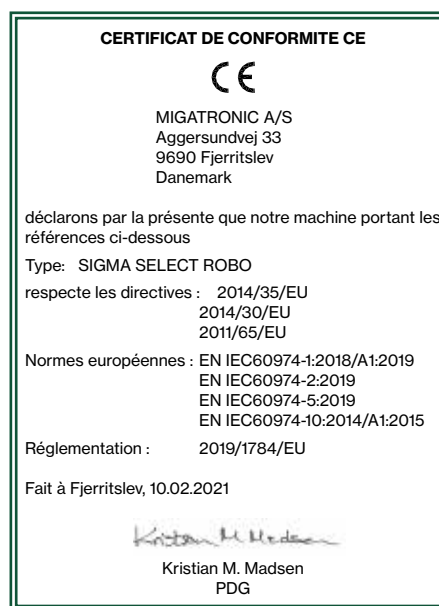 CERTIFICAT DE CONFORMITE CE
CE
MIGATRONIC A/S
Aggersundvej 33
9690 Fjerritslev
Danemark
déclarons par la présente que notre machine portant les
références ci-dessous
Type: SIGMA SELECT ROBO
respecte les directives : 2014/35/EU
2014/30/EU
2011/65/EU
Normes européennes : EN IEC60974-1:2018/A1:2019
EN IEC60974-2:2019
EN IEC60974-5:2019
EN IEC60974-10:2014/A1:2015
Réglementation : 2019/1784/EU
Fait à Fjerritslev, 10.02.2021
Kristian M Madsen
Kristian M. Madsen
PDG